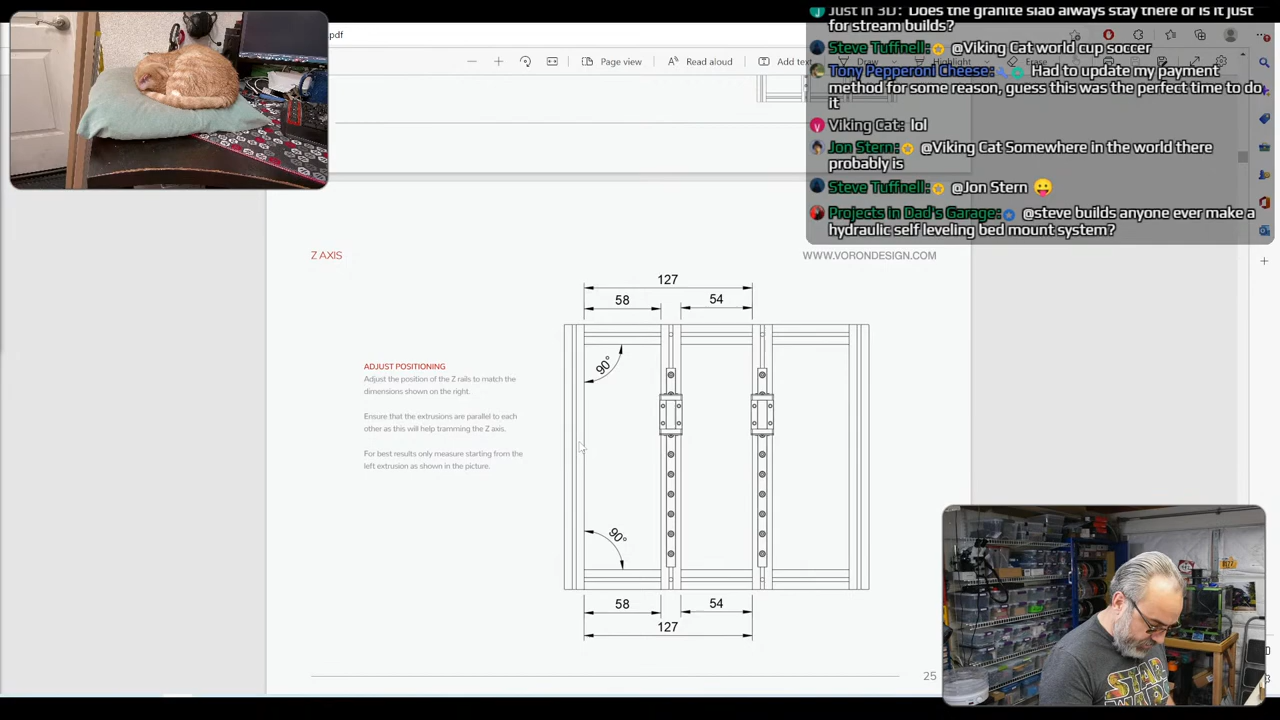 .pdf
Page view
Read aloud
Add text
Draw
Highlight
Erase
Just in 3D: Does the granite slab always stay there or is it just
for stream builds?
Steve Tuffnell: @Viking Cat world cup soccer
Tony Pepperoni Cheese: Had to update my payment
method for some reason, guess this was the perfect time to do
it
Viking Cat: lol
Jon Stern: @Viking Cat Somewhere in the world there
probably is
Steve Tuffnell: @Jon Stern 😛
Projects in Dad's Garage: @steve builds anyone ever make a
hydraulic self leveling bed mount system?
Z AXIS
WWW.VORONDESIGN.COM
127
58
54
90°
ADJUST POSITIONING
Adjust the position of the Z rails to match the
dimensions shown on the right.
Ensure that the extrusions are parallel to each
other as this will help tramming the Z axis.
For best results only measure starting from the
left extrusion as shown in the picture.
90°
58
54
127
25
STAR